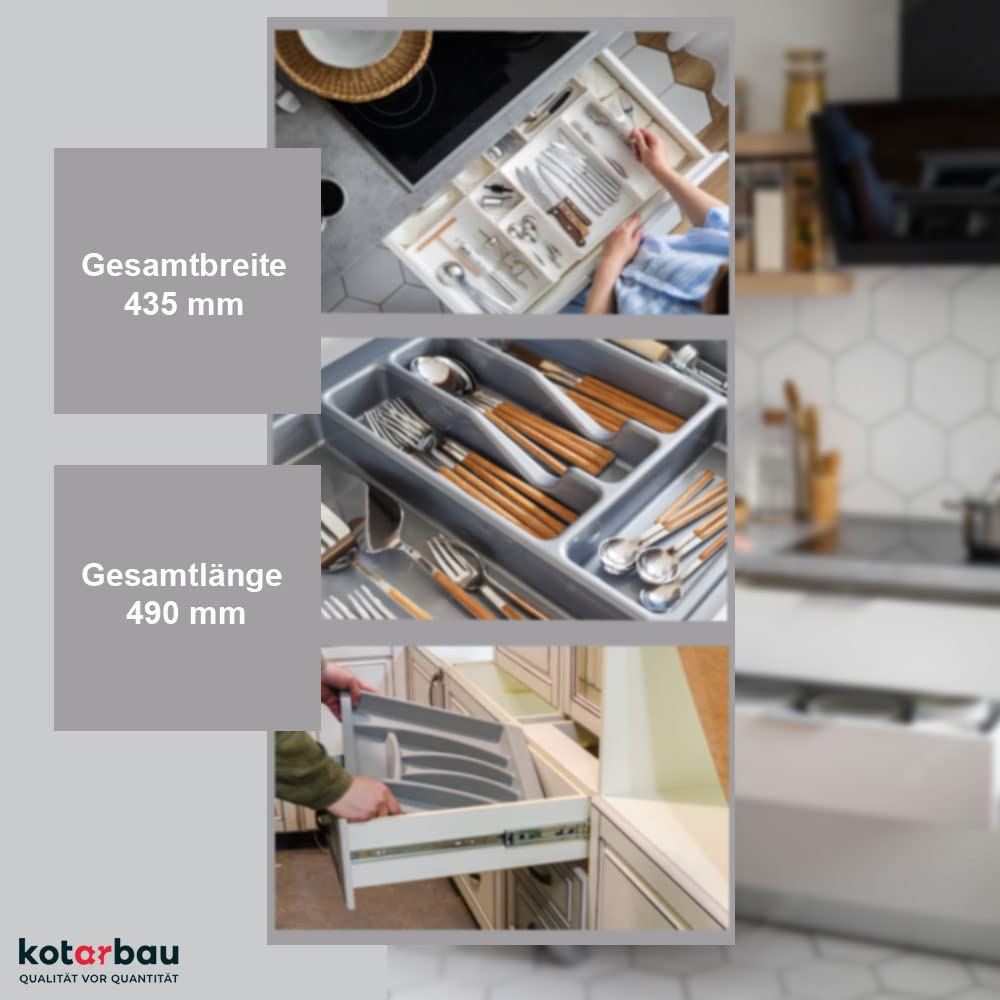 Gesamtbreite
435 mm
Gesamtlänge
490 mm
kotarbau
QUALITÄT VOR QUANTITÄT